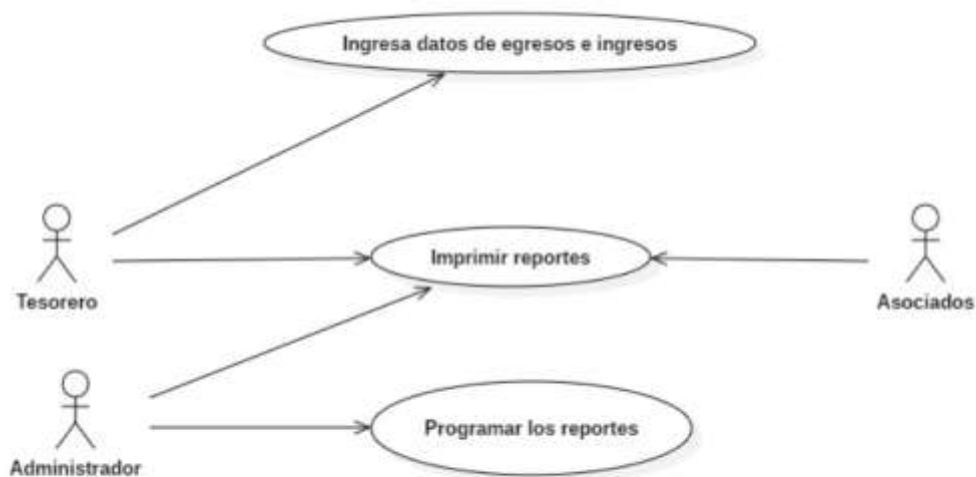 Ingresa datos de egresos e ingresos
Imprimir reportes
Tesorero
Asociados
Programar los reportes
Administrador